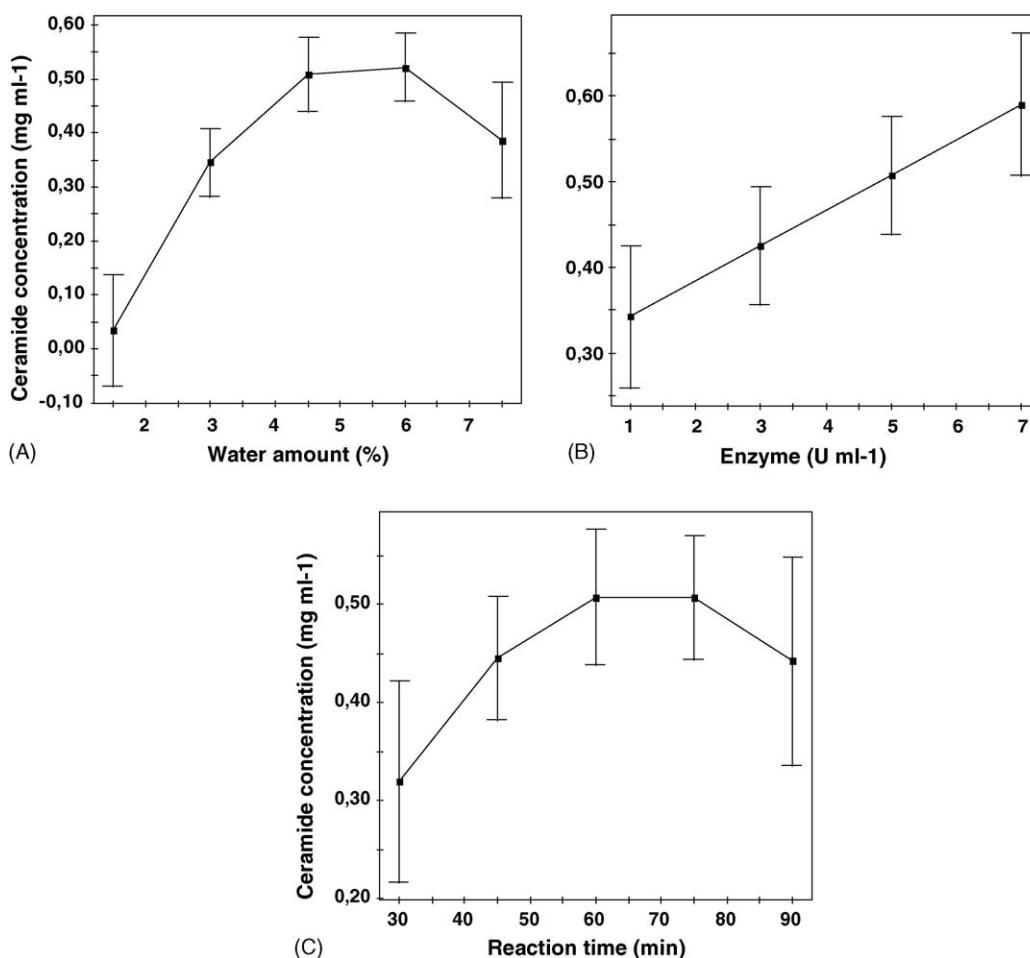 Ceramide concentration (mg ml-1)
0,60
0,50
0,40
0,30
0,20
0,10
0,00
-0,10
2 3 4 5 6 7
Water amount (%)
(A)
0,60
0,50
0,40
0,30
1 2 3 4 5 6 7
Enzyme (U ml-1)
(B)
Ceramide concentration (mg ml-1)
0,50
0,40
0,30
0,20
30 40 50 60 70 80 90
Reaction time (min)
(C)